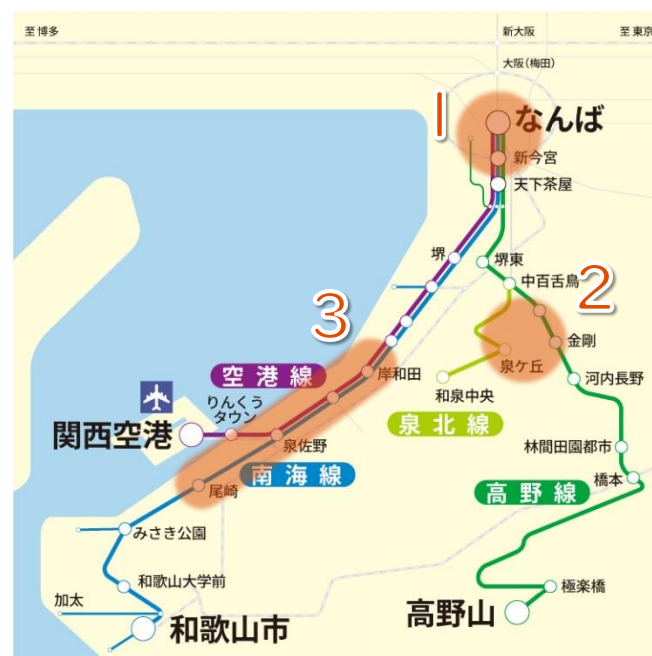 至博多
新大阪
至東京
大阪(梅田)
1
なんば
新今宮
天下茶屋
堺
堺東
中百舌鳥
2
3
金剛
泉ケ丘
岸和田
空港線
河内長野
りんくう
タウン
和泉中央
関西空港
泉北線
泉佐野
林間田園都市
南海線
橋本
尾崎
高野線
みさき公園
和歌山大学前
極楽橋
加太
高野山
和歌山市